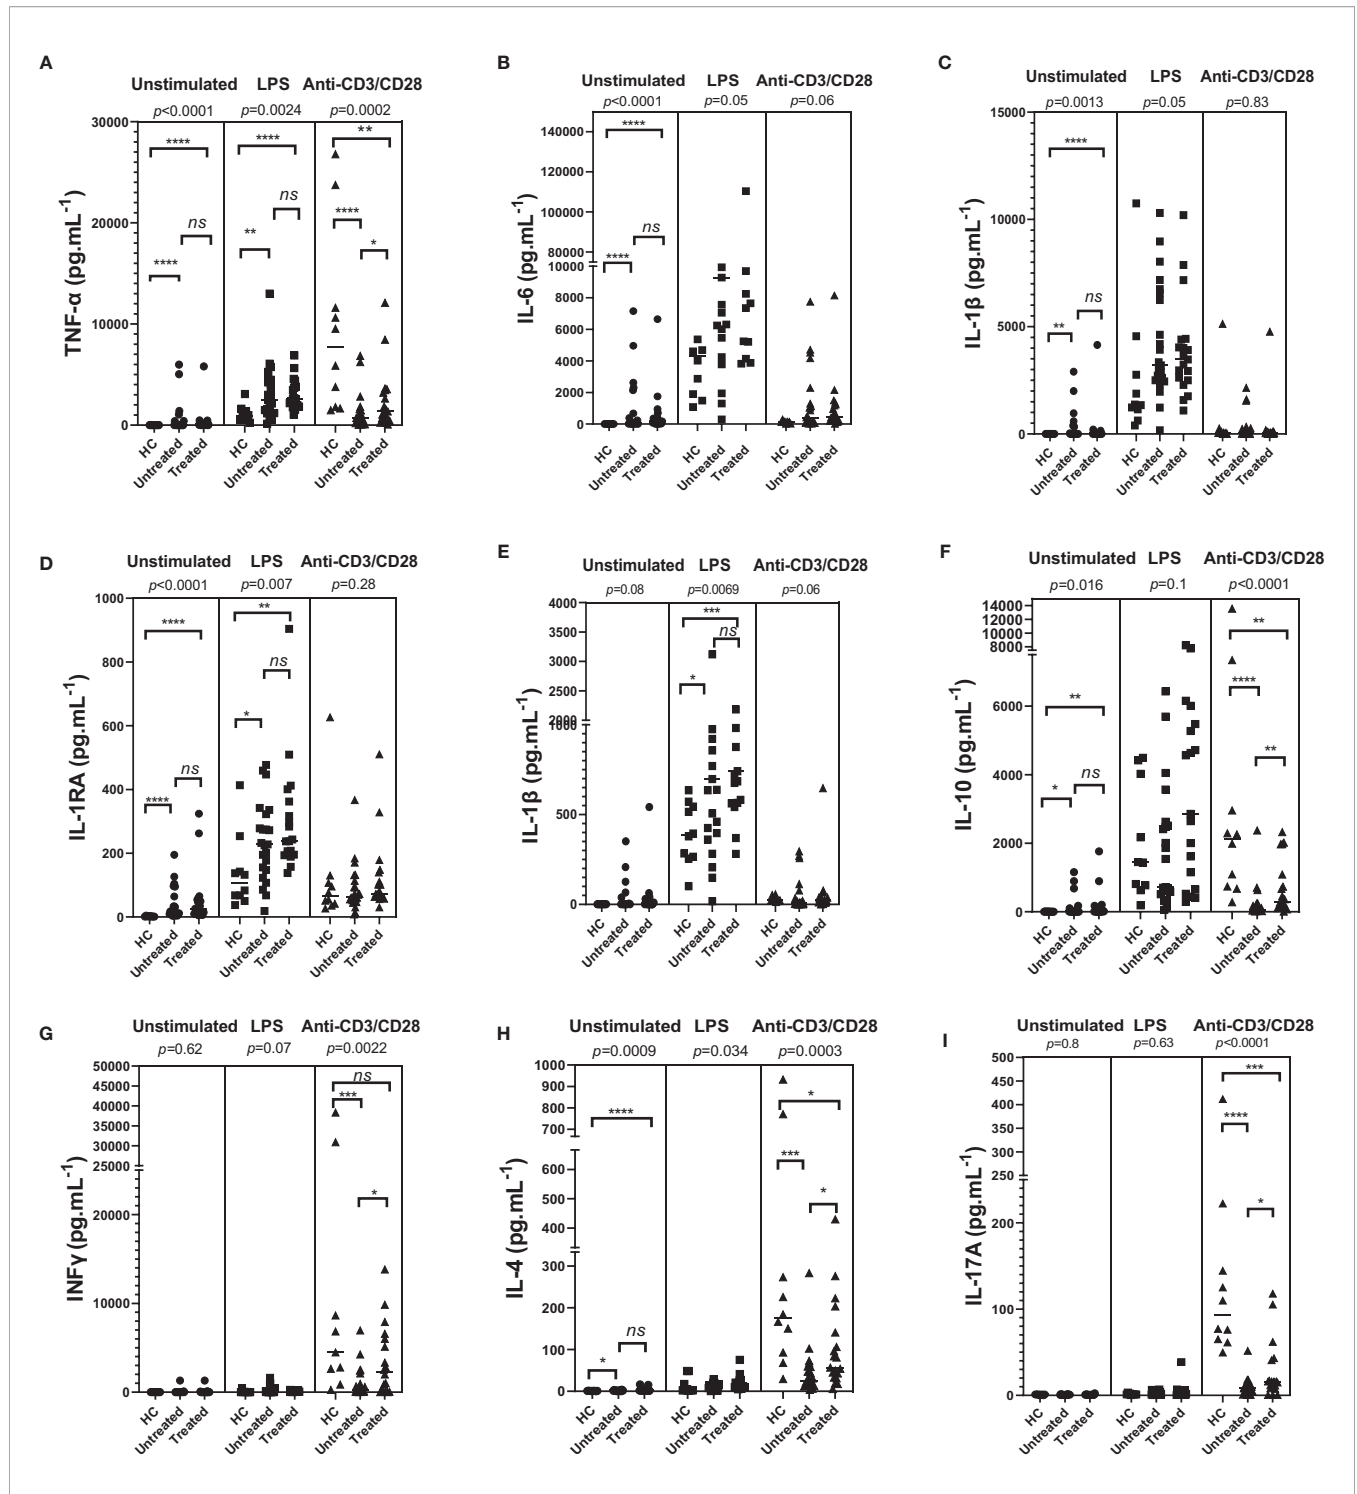 A
Unstimulated LPS Anti-CD3/CD28
p<0.0001 p=0.0024 p=0.0002
30000
20000
10000
0
TNF-α (pg.mL-1)
**** **** **
ns
**** ** ns ****
*
HC Untreated Treated HC Untreated Treated HC Untreated Treated
B
Unstimulated LPS Anti-CD3/CD28
p<0.0001 p=0.05 p=0.06
140000
120000
100000
80000
10000
8000
6000
4000
2000
0
IL-6 (pg.mL-1)
****
ns
****
HC Untreated Treated HC Untreated Treated HC Untreated Treated
C
Unstimulated LPS Anti-CD3/CD28
p=0.0013 p=0.05 p=0.83
15000
10000
5000
0
IL-1β (pg.mL-1)
****
ns
**
HC Untreated Treated HC Untreated Treated HC Untreated Treated
D
Unstimulated LPS Anti-CD3/CD28
p<0.0001 p=0.007 p=0.28
1000
800
600
400
200
0
IL-1RA (pg.mL-1)
**** **
ns
*
ns
****
HC Untreated Treated HC Untreated Treated HC Untreated Treated
E
Unstimulated LPS Anti-CD3/CD28
p=0.08 p=0.0069 p=0.06
4000
3500
3000
2500
2000
1000
500
0
IL-1β (pg.mL-1)
***
ns
*
HC Untreated Treated HC Untreated Treated HC Untreated Treated
F
Unstimulated LPS Anti-CD3/CD28
p=0.016 p=0.1 p<0.0001
14000
12000
10000
8000
6000
4000
2000
0
IL-10 (pg.mL-1)
**
****
**
**
ns
*
HC Untreated Treated HC Untreated Treated HC Untreated Treated
G
Unstimulated LPS Anti-CD3/CD28
p=0.62 p=0.07 p=0.0022
50000
45000
40000
35000
30000
25000
20000
10000
0
INFγ (pg.mL-1)
ns
***
*
HC Untreated Treated HC Untreated Treated HC Untreated Treated
H
Unstimulated LPS Anti-CD3/CD28
p=0.0009 p=0.034 p=0.0003
1000
900
800
700
600
500
400
300
200
100
0
IL-4 (pg.mL-1)
*
****
***
*
ns
*
HC Untreated Treated HC Untreated Treated HC Untreated Treated
I
Unstimulated LPS Anti-CD3/CD28
p=0.8 p=0.63 p<0.0001
500
450
400
350
300
250
200
100
0
IL-17A (pg.mL-1)
***
****
*
HC Untreated Treated HC Untreated Treated HC Untreated Treated